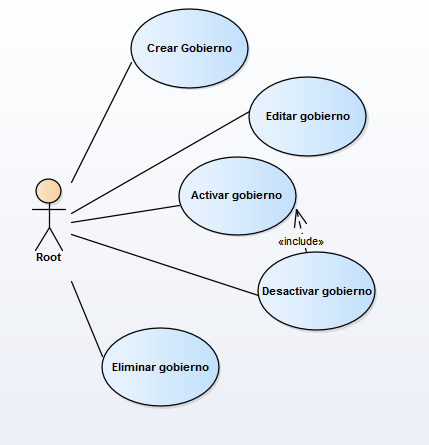 Crear Gobierno
Editar gobierno
Activar gobierno
«include»
Root
Desactivar gobierno
Eliminar gobierno